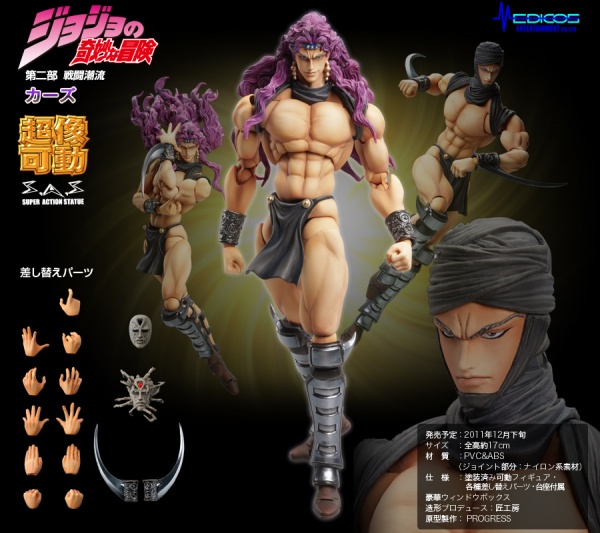 ジョジョの
奇妙な冒険
第二部 戦闘潮流
カーズ
超像
可動
S.A.S
SUPER ACTION STATUE
差し替えパーツ
MEDICOS
ENTERTAINMENT
発売予定：2011年12月下旬
サイズ ：全高約17cm
材 質 ：PVC&ABS
（ジョイント部分：ナイロン系素材）
仕 様 ：塗装済み可動フィギュア・
各種差し替えパーツ・台座付属
豪華ウィンドウボックス
造形プロデュース：匠工房
原型製作： PROGRESS